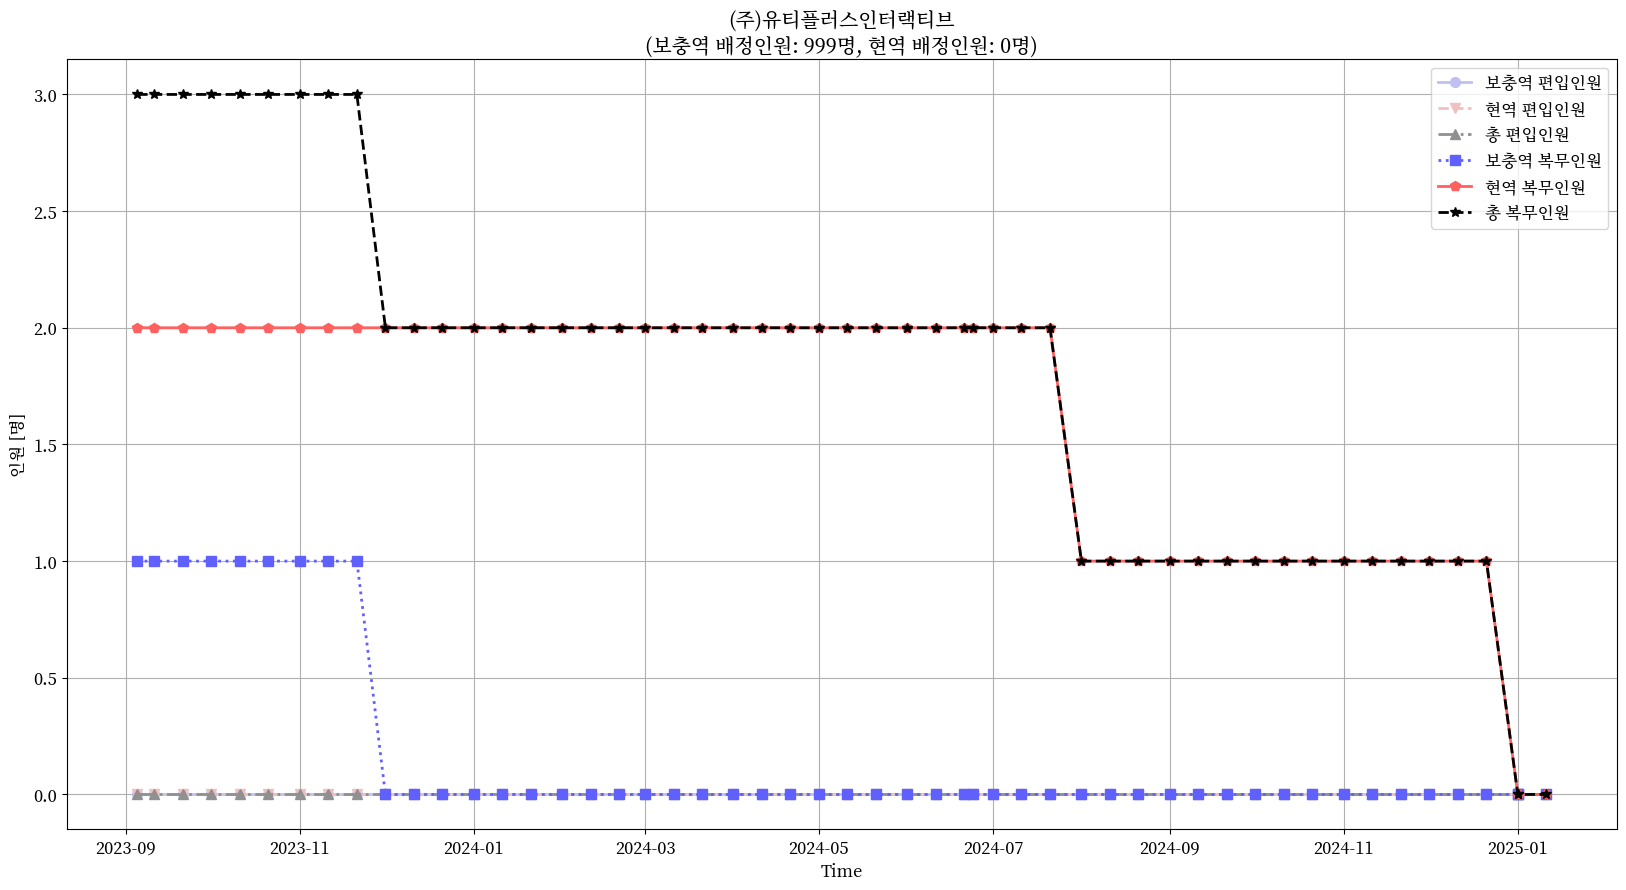 (주)유티플러스인터랙티브
(보충역 배정인원: 999명, 현역 배정인원: 0명)
보충역 편입인원
현역 편입인원
총 편입인원
보충역 복무인원
현역 복무인원
총 복무인원
인원 [명]
3.0
2.5
2.0
1.5
1.0
0.5
0.0
2023-09
2023-11
2024-01
2024-03
2024-05
2024-07
2024-09
2024-11
2025-01
Time